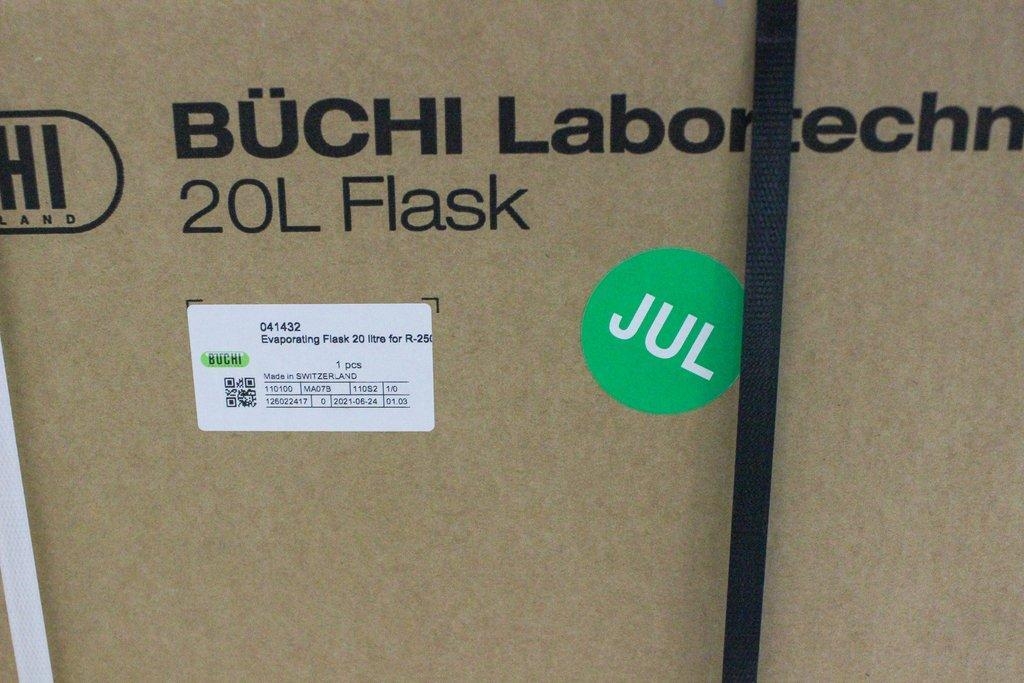 HI
LAND
BÜCHI Labortechn
20L Flask
JUL
041432
Evaporating Flask 20 litre for R-250
BUCHI
1 pcs
Made in SWITZERLAND
110100 MA07B 110S2 1/0
126022417 0 2021-06-24 01.03